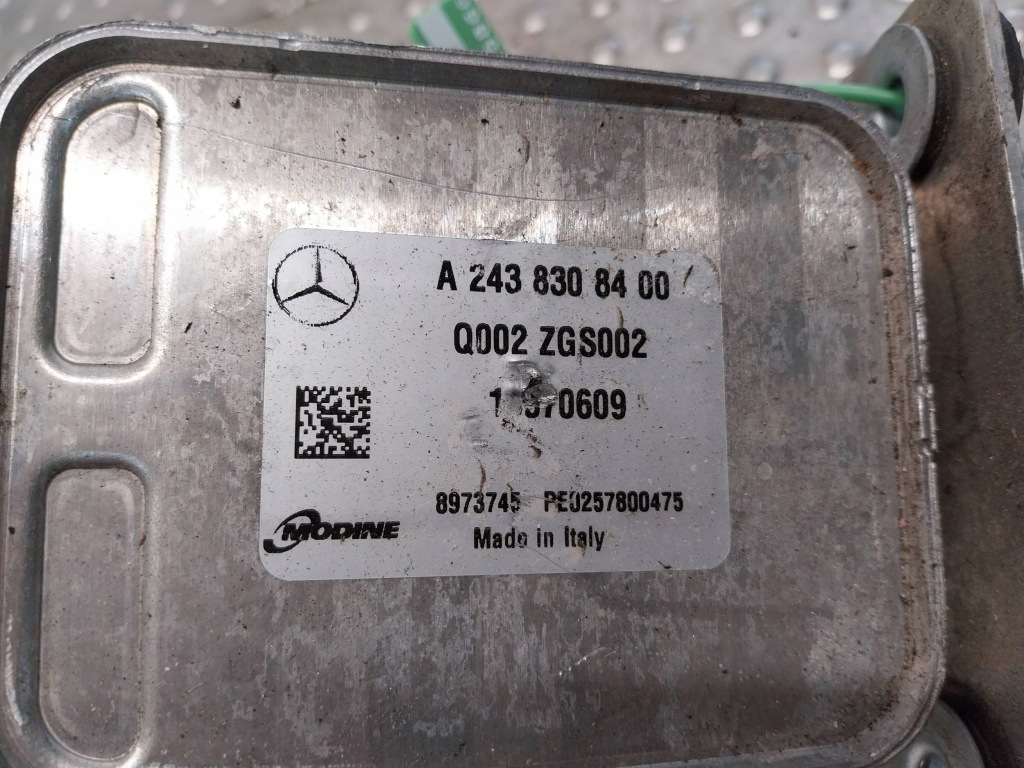 A 243 830 84 00
Q002 ZGS002
8973745 PE0257800475
MODINE
Made in Italy